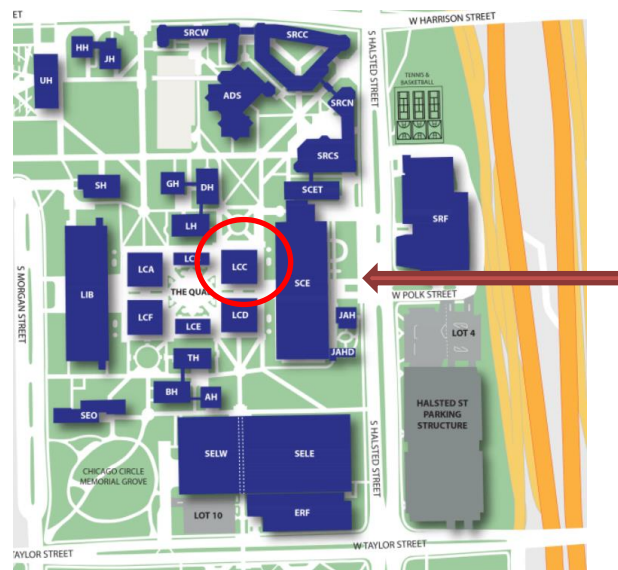 STREET
W HARRISON STREET
SRCW
SRCC
HH
JH
UH
S HALSTED STREET
TENNIS &
BASKETBALL
ADS
SRCN
SRCS
SH
GH
DH
SCET
SRF
LH
LCA
LC
LCC
SCE
LIB
THE QUA
S MORGAN STREET
W POLK STREET
LCF
LCE
LCD
JAH
LOT 4
TH
JAHD
BH
AH
SEO
HALSTED ST
PARKING
STRUCTURE
S HALSTED STREET
SELW
SELE
CHICAGO CIRCLE
MEMORIAL GROVE
LOT 10
ERF
W TAYLOR STREET
TAYLOR STREET